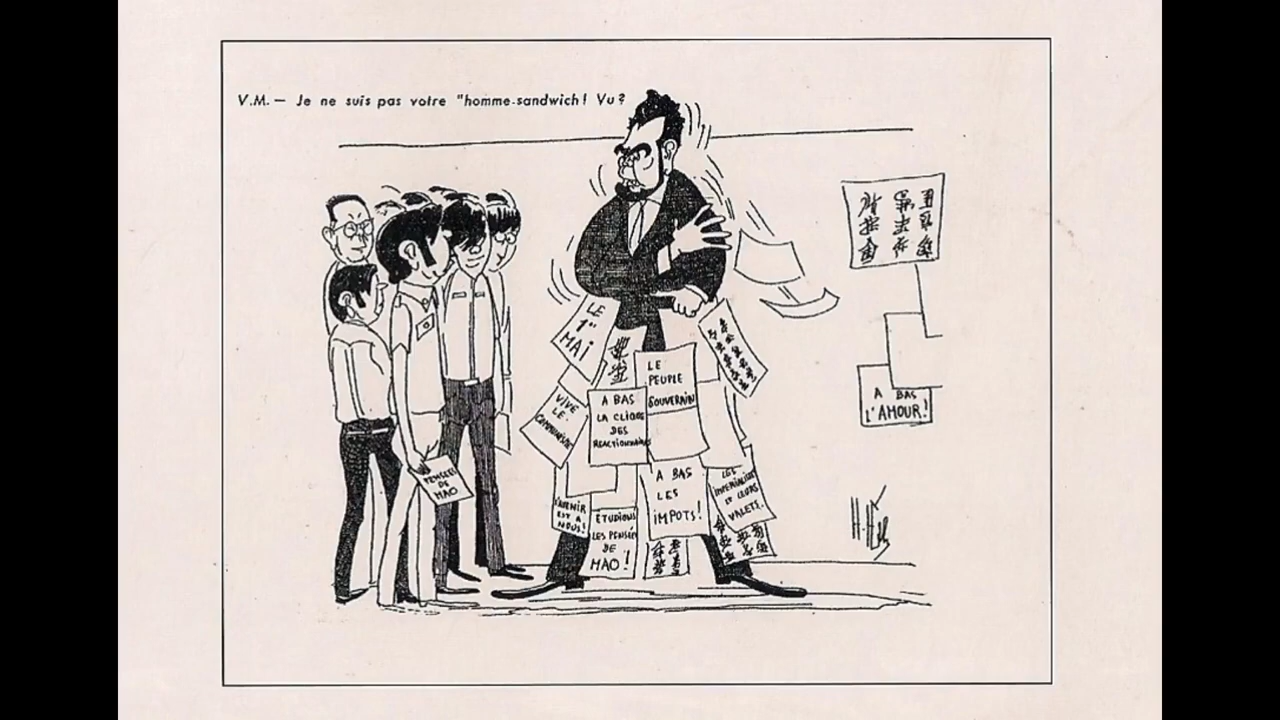 V.M. — Je ne suis pas votre "homme-sandwich! Vu?
LE
1er
MAI
VIVE
LE
COMMUNISME
A BAS
LA CLIQUE
DES
REACTIONNAIRES
LE
PEUPLE
SOUVERAIN
PENSEES
DE
MAO
L'AVENIR
EST A
NOUS!
ETUDIONS
LES PENSÉES
DE
MAO!
A BAS
LES
IMPOTS!
LES
IMPERIALISTES
ET LEURS
VALETS.
A BAS
L'AMOUR!